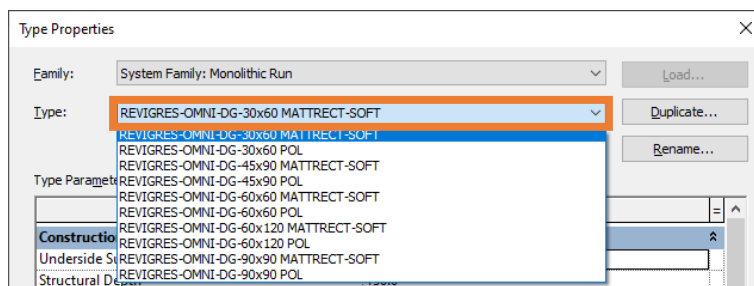 Type Properties
Family: System Family: Monolithic Run Load...
Type: REVIGRES-OMNI-DG-30x60 MATTRECT-SOFT Duplicate...
REVIGRES-OMNI-DG-30x60 MATTRECT-SOFT
REVIGRES-OMNI-DG-30x60 POL Rename...
REVIGRES-OMNI-DG-45x90 MATTRECT-SOFT
REVIGRES-OMNI-DG-45x90 POL
Type Paramete REVIGRES-OMNI-DG-60x60 MATTRECT-SOFT
REVIGRES-OMNI-DG-60x60 POL =
REVIGRES-OMNI-DG-60x120 MATTRECT-SOFT
Constructio REVIGRES-OMNI-DG-60x120 POL
Underside Su REVIGRES-OMNI-DG-90x90 MATTRECT-SOFT
Structural Depth REVIGRES-OMNI-DG-90x90 POL